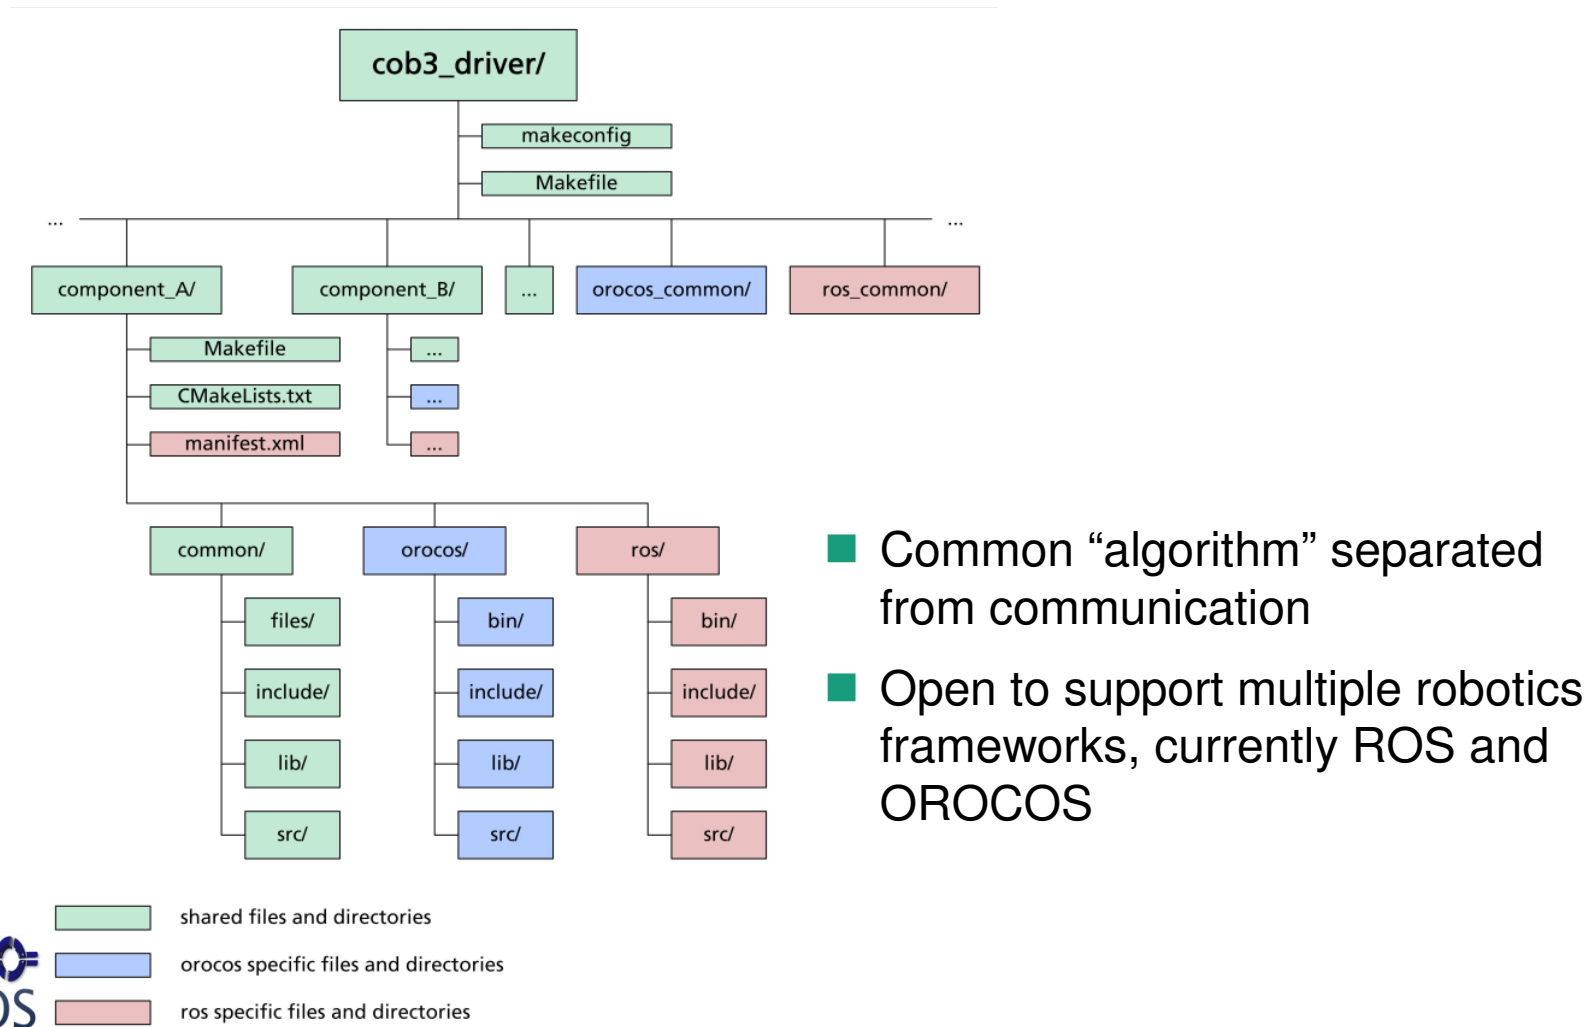 cob3_driver/
makeconfig
Makefile
... ...
component_A/ component_B/ ... orocos_common/ ros_common/
Makefile ...
CMakeLists.txt ...
manifest.xml ...
common/ orocos/ ros/
files/ bin/ bin/
include/ include/ include/
lib/ lib/ lib/
src/ src/ src/
Common “algorithm” separated
from communication
Open to support multiple robotics
frameworks, currently ROS and
OROCOS
shared files and directories
orocos specific files and directories
ros specific files and directories